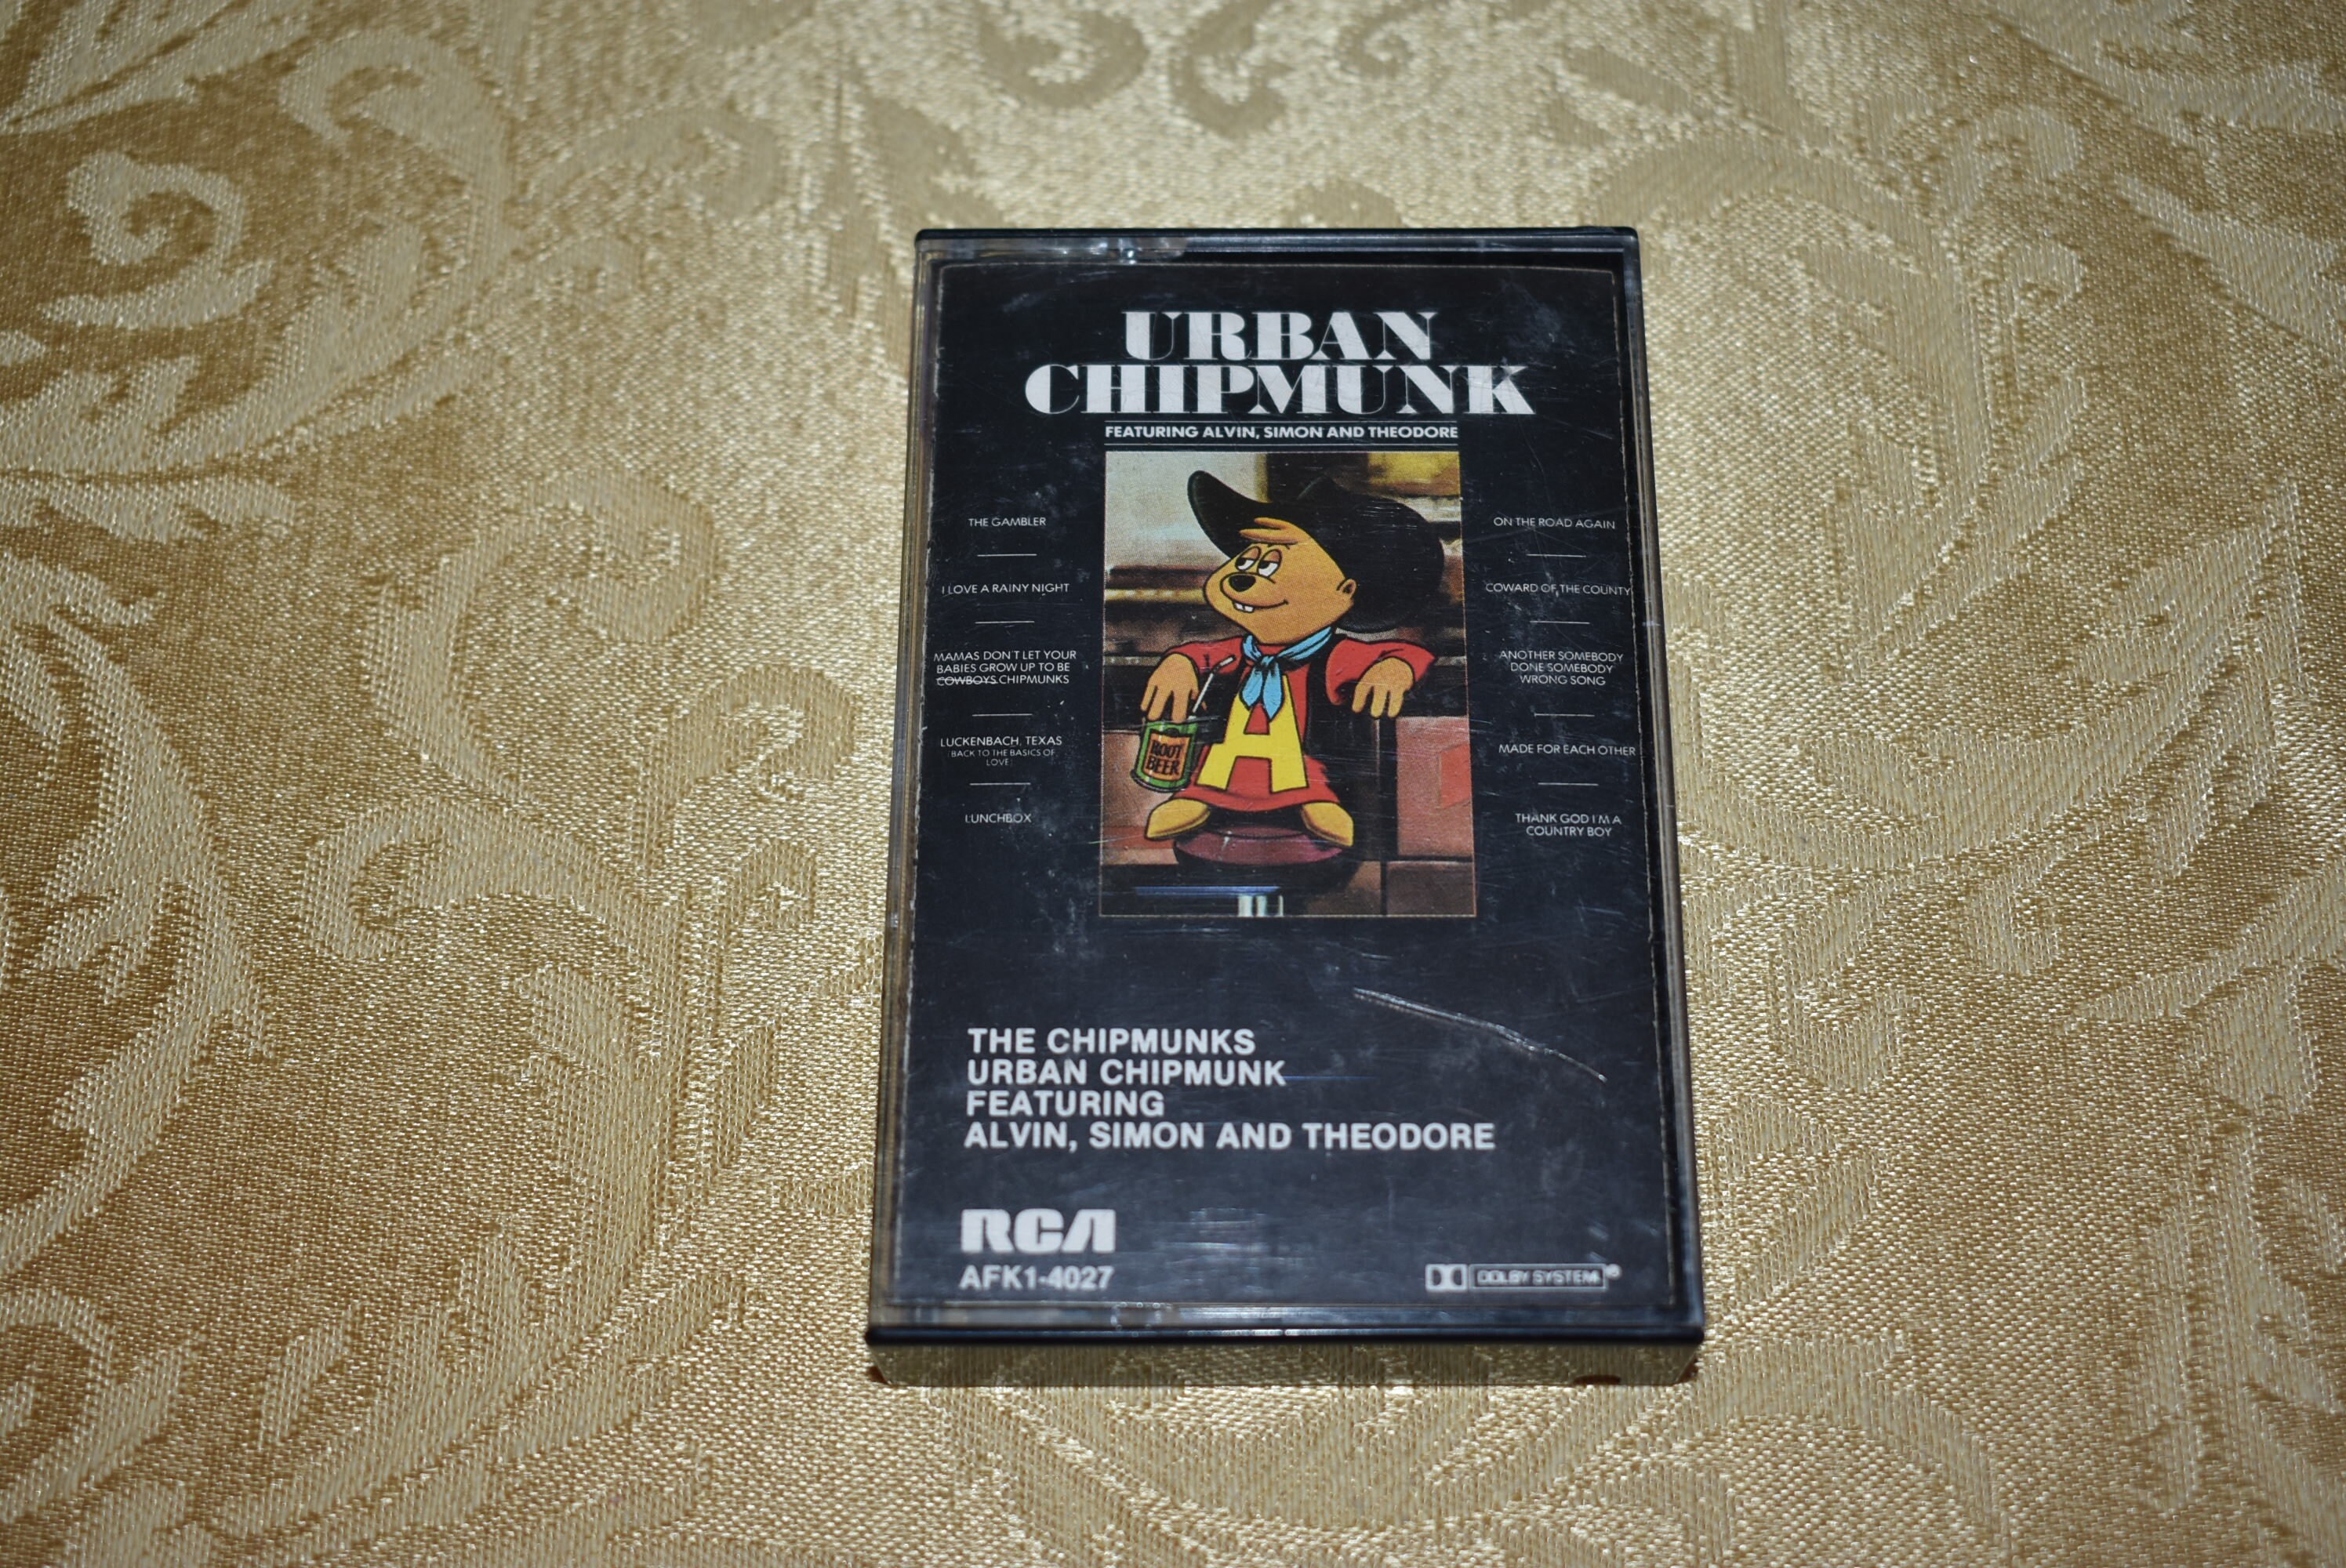 URBAN
CHIPMUNK
FEATURING ALVIN, SIMON AND THEODORE
THE GAMBLER
I LOVE A RAINY NIGHT
MAMAS DON'T LET YOUR
BABIES GROW UP TO BE
COWBOYS CHIPMUNKS
LUCKENBACH, TEXAS
(BACK TO THE BASICS OF
LOVE)
LUNCHBOX
ROOT
BEER
A
ON THE ROAD AGAIN
COWARD OF THE COUNTY
ANOTHER SOMEBODY
DONE SOMEBODY
WRONG SONG
MADE FOR EACH OTHER
THANK GOD I'M A
COUNTRY BOY
THE CHIPMUNKS
URBAN CHIPMUNK
FEATURING
ALVIN, SIMON AND THEODORE
RCA
AFK1-4027
DOLBY SYSTEM®